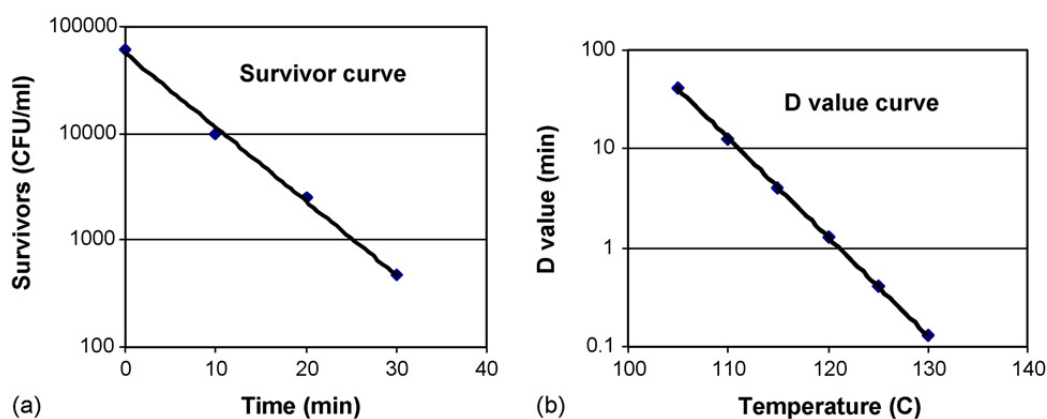 100000
10000
1000
100
Survivors (CFU/ml)
Survivor curve
0 10 20 30 40
(a) Time (min)
100
10
1
0.1
D value (min)
D value curve
100 110 120 130 140
(b) Temperature (C)